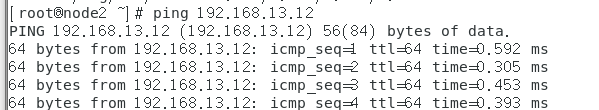 [root@node2 ~]# ping 192.168.13.12
PING 192.168.13.12 (192.168.13.12) 56(84) bytes of data.
64 bytes from 192.168.13.12: icmp_seq=1 ttl=64 time=0.592 ms
64 bytes from 192.168.13.12: icmp_seq=2 ttl=64 time=0.305 ms
64 bytes from 192.168.13.12: icmp_seq=3 ttl=64 time=0.453 ms
64 bytes from 192.168.13.12: icmp_seq=4 ttl=64 time=0.393 ms